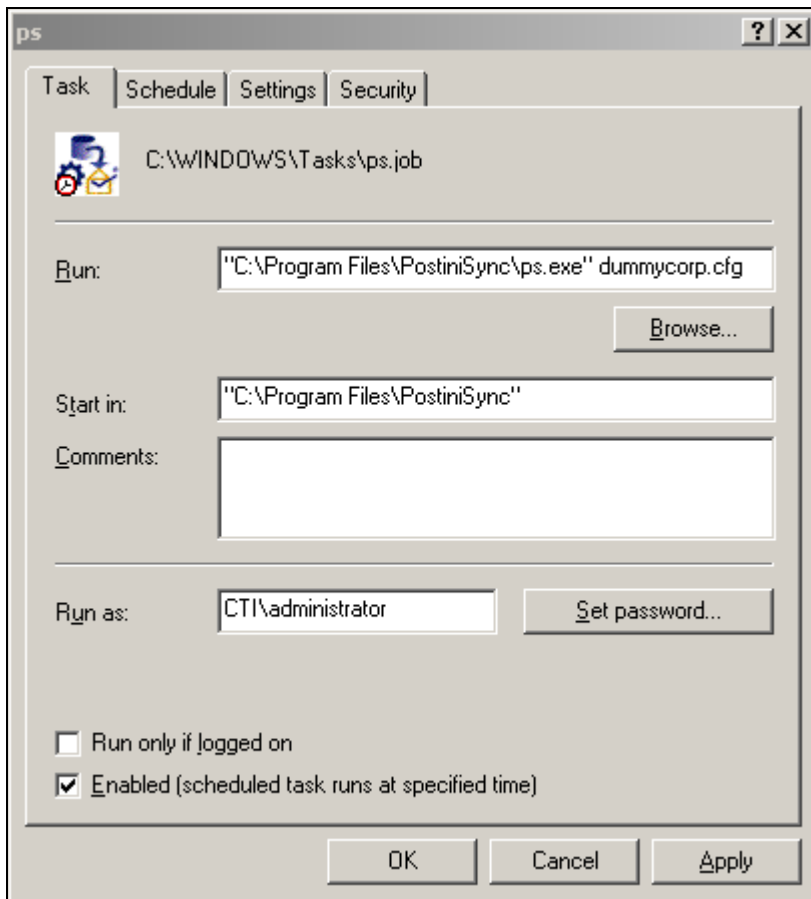 ps
Task Schedule Settings Security
C:\WINDOWS\Tasks\ps.job
Run: "C:\Program Files\PostiniSync\ps.exe" dummycorp.cfg
Browse...
Start in: "C:\Program Files\PostiniSync"
Comments:
Run as: CTI\administrator Set password...
Run only if logged on
Enabled (scheduled task runs at specified time)
OK Cancel Apply